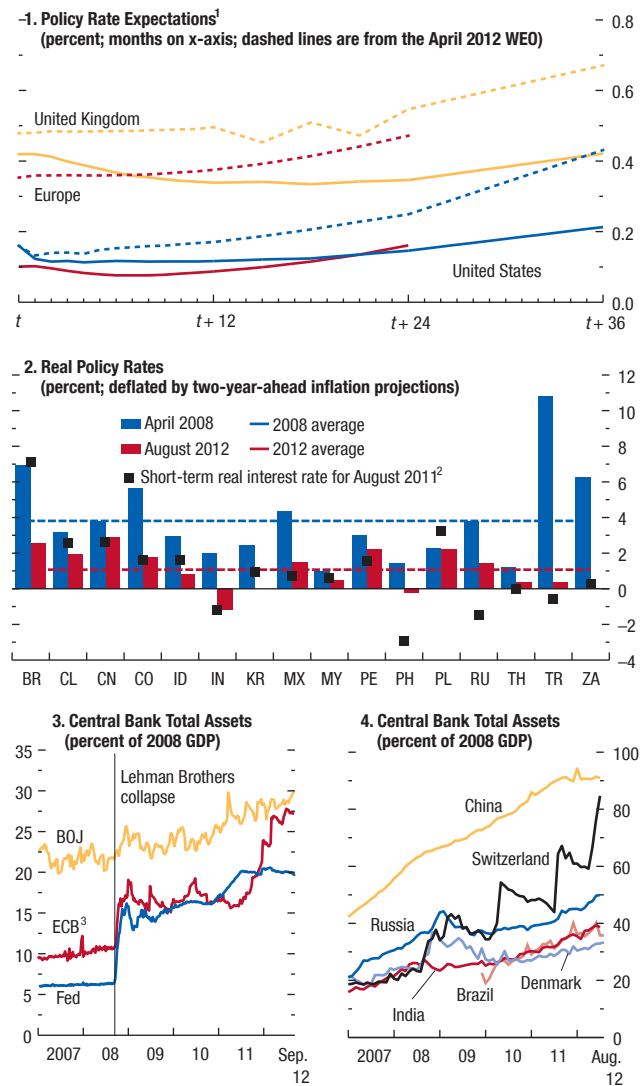 1. Policy Rate Expectations1
(percent; months on x-axis; dashed lines are from the April 2012 WEO)
0.8
0.6
0.4
0.2
0.0
United Kingdom
Europe
United States
t
t + 12
t + 24
t + 36
2. Real Policy Rates
(percent; deflated by two-year-ahead inflation projections)
April 2008
2008 average
August 2012
2012 average
Short-term real interest rate for August 20112
12
10
8
6
4
2
0
–2
–4
BR CL CN CO ID IN KR MX MY PE PH PL RU TH TR ZA
3. Central Bank Total Assets
(percent of 2008 GDP)
35
30
25
20
15
10
5
0
Lehman Brothers
collapse
BOJ
ECB3
Fed
2007 08 09 10 11 Sep.
12
4. Central Bank Total Assets
(percent of 2008 GDP)
100
80
60
40
20
0
China
Switzerland
Russia
Denmark
Brazil
India
2007 08 09 10 11 Aug.
12